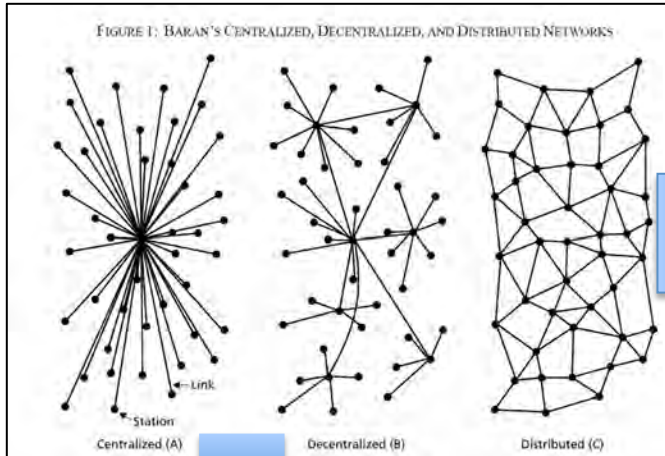 FIGURE 1: BARAN'S CENTRALIZED, DECENTRALIZED, AND DISTRIBUTED NETWORKS
Link
Station
Centralized (A)
Decentralized (B)
Distributed (C)